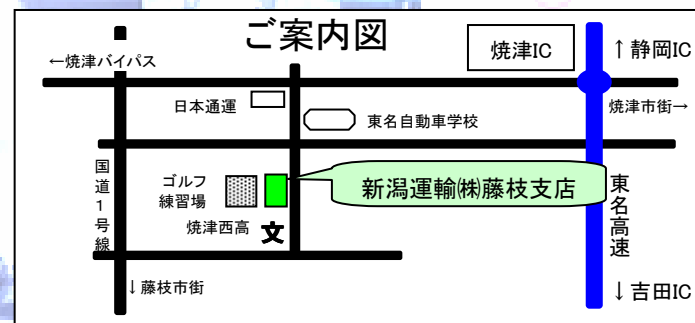 ご案内図
焼津IC
↑静岡IC
←焼津バイパス
日本通運
焼津市街→
東名自動車学校
国道1号線
ゴルフ
練習場
新潟運輸㈱藤枝支店
東名高速
焼津西高
文
↓藤枝市街
↓吉田IC